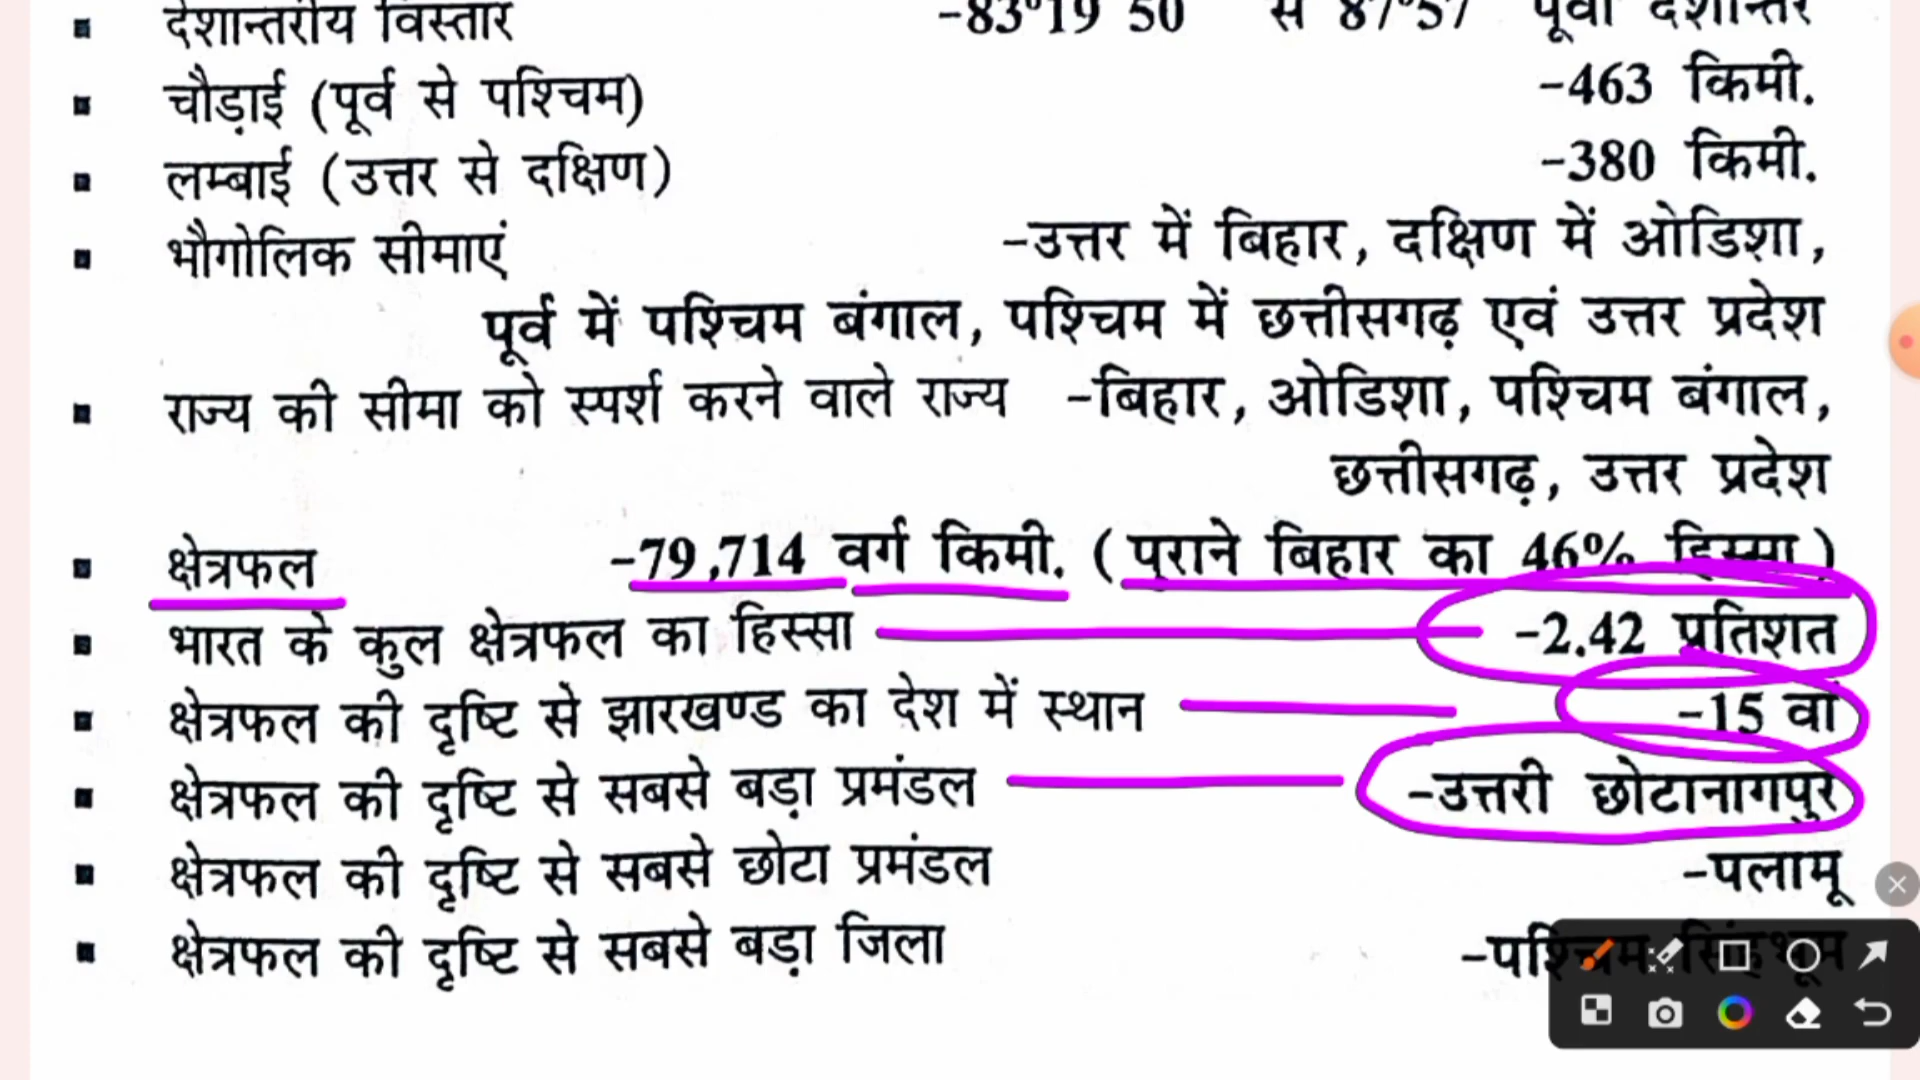 देशान्तरीय विस्तार -83°19'50" से 87°57' पूर्वी देशान्तर
चौड़ाई (पूर्व से पश्चिम) -463 किमी.
लम्बाई (उत्तर से दक्षिण) -380 किमी.
भौगोलिक सीमाएं -उत्तर में बिहार, दक्षिण में ओडिशा,
पूर्व में पश्चिम बंगाल, पश्चिम में छत्तीसगढ़ एवं उत्तर प्रदेश
राज्य की सीमा को स्पर्श करने वाले राज्य -बिहार, ओडिशा, पश्चिम बंगाल,
छत्तीसगढ़, उत्तर प्रदेश
क्षेत्रफल -79,714 वर्ग किमी. (पुराने बिहार का 46% हिस्सा)
भारत के कुल क्षेत्रफल का हिस्सा -2.42 प्रतिशत
क्षेत्रफल की दृष्टि से झारखण्ड का देश में स्थान -15 वां
क्षेत्रफल की दृष्टि से सबसे बड़ा प्रमंडल -उत्तरी छोटानागपुर
क्षेत्रफल की दृष्टि से सबसे छोटा प्रमंडल -पलामू
क्षेत्रफल की दृष्टि से सबसे बड़ा जिला -पश्चिम सिंहभूम